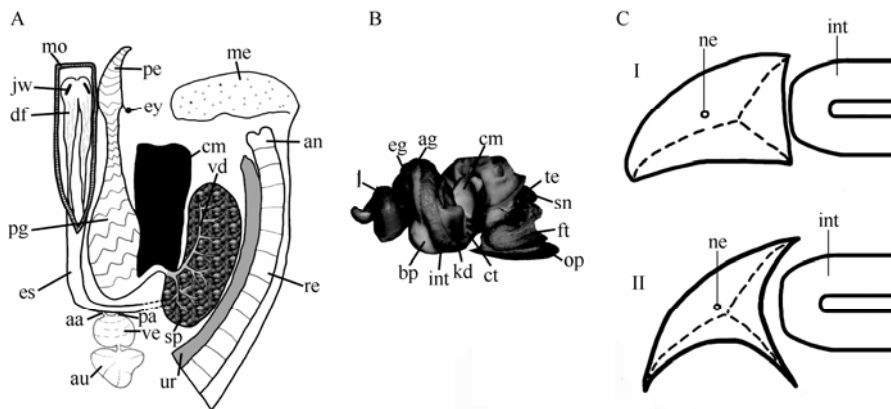 A
mo
pe
me
jw
df
ey
an
cm
vd
pg
es
re
aa
pa
ve
sp
au
ur
B
cm
ag
eg
te
sn
l
ft
op
bp
int
kd
ct
C
int
ne
I
int
ne
II